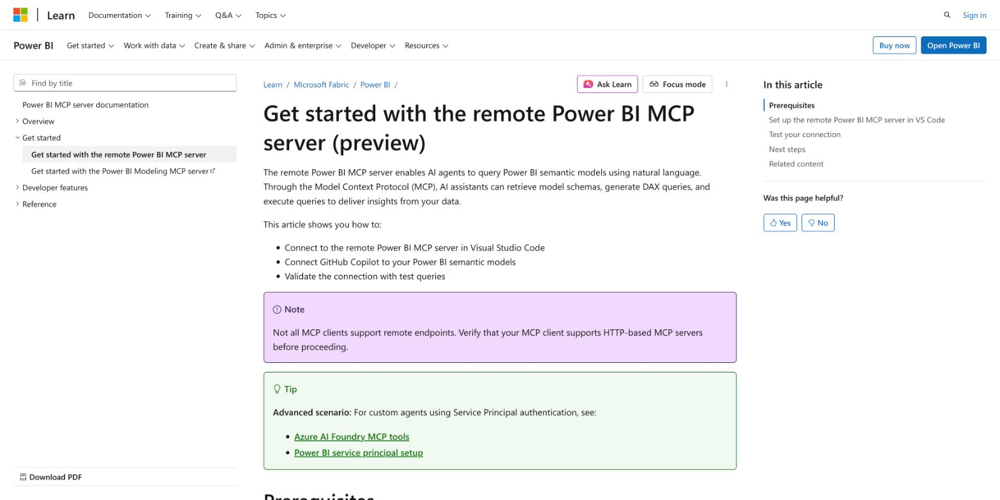 Learn Documentation Training Q&A Topics Sign in
Power BI Get started Work with data Create & share Admin & enterprise Developer Resources Buy now Open Power BI
Find by title
Power BI MCP server documentation
Overview
Get started
Get started with the remote Power BI MCP server
Get started with the Power BI Modeling MCP server
Developer features
Reference
Download PDF
Learn / Microsoft Fabric / Power BI /
Ask Learn Focus mode
Get started with the remote Power BI MCP
server (preview)
The remote Power BI MCP server enables AI agents to query Power BI semantic models using natural language.
Through the Model Context Protocol (MCP), AI assistants can retrieve model schemas, generate DAX queries, and
execute queries to deliver insights from your data.
This article shows you how to:
• Connect to the remote Power BI MCP server in Visual Studio Code
• Connect GitHub Copilot to your Power BI semantic models
• Validate the connection with test queries
Note
Not all MCP clients support remote endpoints. Verify that your MCP client supports HTTP-based MCP servers
before proceeding.
Tip
Advanced scenario: For custom agents using Service Principal authentication, see:
• Azure AI Foundry MCP tools
• Power BI service principal setup
Prerequisites
In this article
Prerequisites
Set up the remote Power BI MCP server in VS Code
Test your connection
Next steps
Related content
Was this page helpful?
Yes No